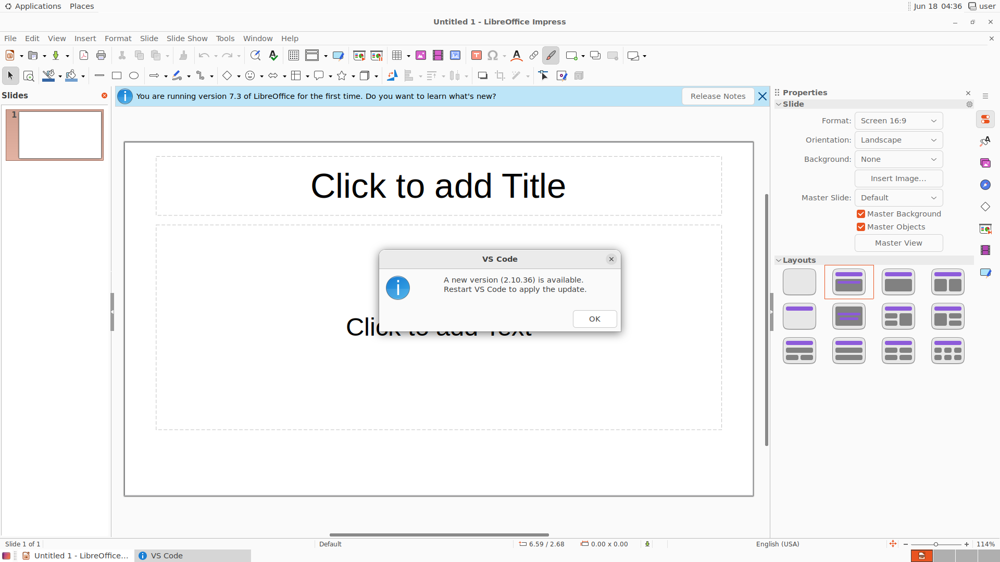 Applications Places
Jun 18 04:36 user
Untitled 1 - LibreOffice Impress
File Edit View Insert Format Slide Slide Show Tools Window Help
Slides
1
You are running version 7.3 of LibreOffice for the first time. Do you want to learn what's new?
Release Notes
Click to add Title
Click to add Text
VS Code
A new version (2.10.36) is available.
Restart VS Code to apply the update.
OK
Properties
Slide
Format: Screen 16:9
Orientation: Landscape
Background: None
Insert Image...
Master Slide: Default
Master Background
Master Objects
Master View
Layouts
Slide 1 of 1
Default
6.59 / 2.68
0.00 x 0.00
English (USA)
114%
Untitled 1 - LibreOffice...
VS Code